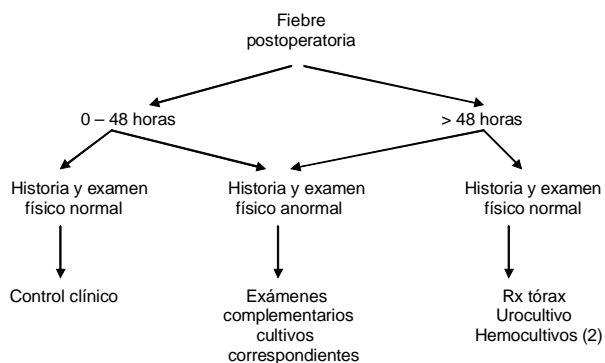 Fiebre
postoperatoria
0 – 48 horas
> 48 horas
Historia y examen
físico normal
Historia y examen
físico anormal
Historia y examen
físico normal
Control clínico
Exámenes
complementarios
cultivos
correspondientes
Rx tórax
Urocultivo
Hemocultivos (2)